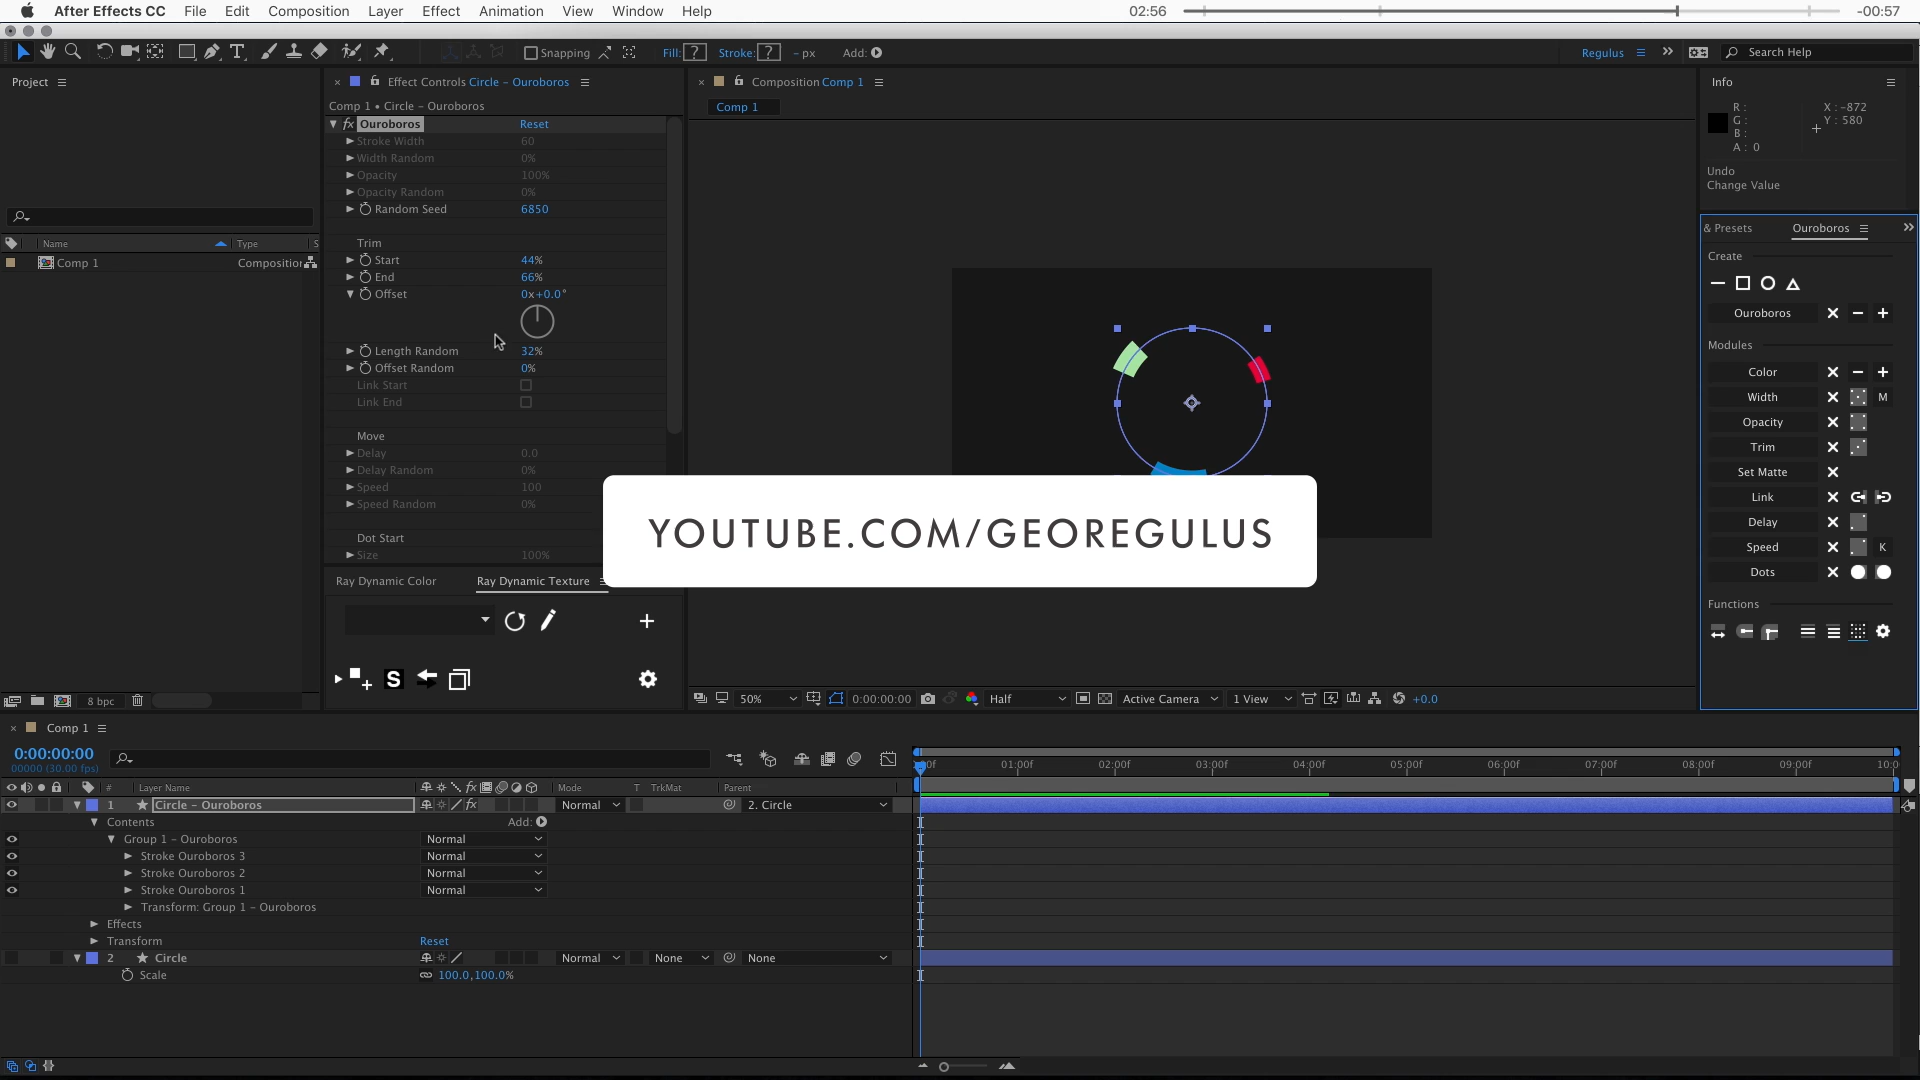 After Effects CC File Edit Composition Layer Effect Animation View Window Help 02:56 -00:57
Snapping Fill: ? Stroke: ? - px Add: Regulus Search Help
Project
Effect Controls Circle - Ouroboros
Comp 1 • Circle - Ouroboros
fx Ouroboros Reset
Stroke Width 60
Width Random 0%
Opacity 100%
Opacity Random 0%
Random Seed 6850
Trim
Start 44%
End 66%
Offset 0x+0.0°
Length Random 32%
Offset Random 0%
Link Start
Link End
Move
Delay 0.0
Delay Random 0%
Speed 100
Speed Random 0%
Dot Start
Size 100%
Name Type S
Comp 1 Composition
8 bpc
Ray Dynamic Color Ray Dynamic Texture
S
Composition Comp 1
Comp 1
YOUTUBE.COM/GEOREGULUS
50% 0:00:00:00 Half Active Camera 1 View +0.0
Info
R :
G :
B :
A : 0
X : -872
Y : 580
Undo
Change Value
& Presets Ouroboros
Create
Ouroboros
Modules
Color
Width M
Opacity
Trim
Set Matte
Link
Delay
Speed K
Dots
Functions
Comp 1
0:00:00:00
00000 (30.00 fps)
:00f 01:00f 02:00f 03:00f 04:00f 05:00f 06:00f 07:00f 08:00f 09:00f 10:0
# Layer Name fx Mode T TrkMat Parent
1 Circle - Ouroboros fx Normal 2. Circle
Contents Add:
Group 1 - Ouroboros Normal
Stroke Ouroboros 3 Normal
Stroke Ouroboros 2 Normal
Stroke Ouroboros 1 Normal
Transform: Group 1 - Ouroboros
Effects
Transform Reset
2 Circle Normal None None
Scale 100.0,100.0%